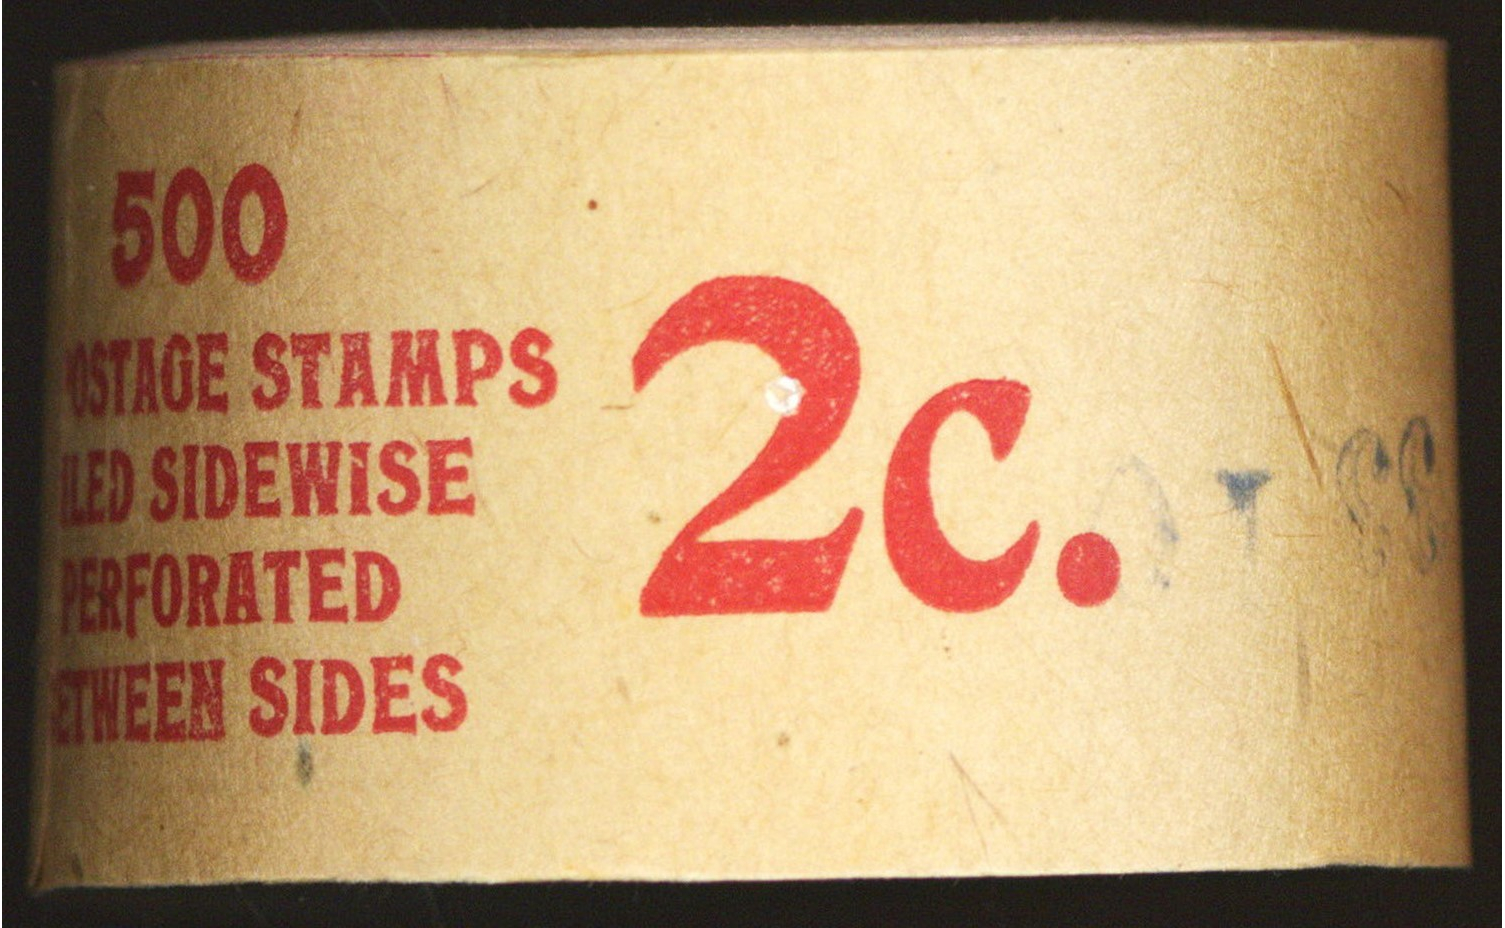 500
OSTAGE STAMPS
LED SIDEWISE
PERFORATED
ETWEEN SIDES
2c.